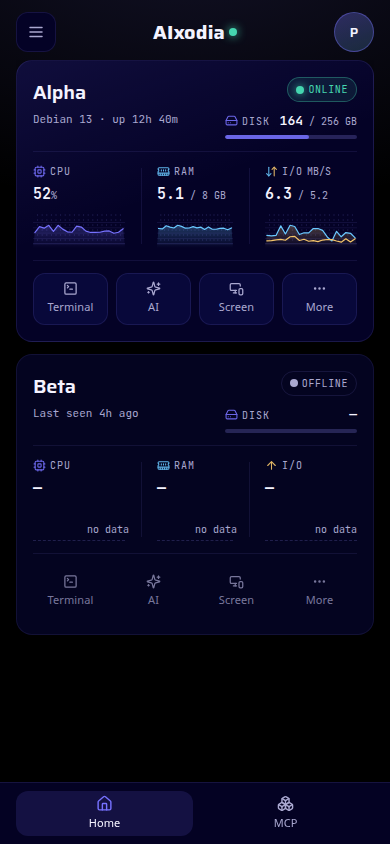 AIxodia
P
Alpha
ONLINE
Debian 13 · up 12h 40m
DISK 164 / 256 GB
CPU
RAM
I/O MB/S
52%
5.1 / 8 GB
6.3 / 5.2
Terminal
AI
Screen
More
Beta
OFFLINE
Last seen 4h ago
DISK —
CPU
RAM
I/O
—
—
—
no data
no data
no data
Terminal
AI
Screen
More
Home
MCP